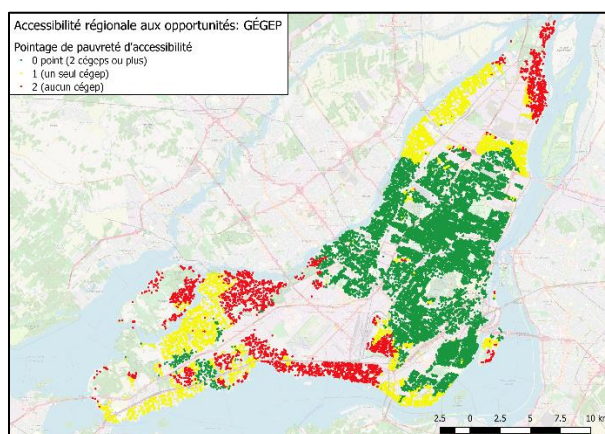 Accessibilité régionale aux opportunités: GÉGEP
Pointage de pauvreté d'accessibilité
0 point (2 cégeps ou plus)
1 (un seul cégep)
2 (aucun cégep)
2.5 0 2.5 5 7.5 10 km